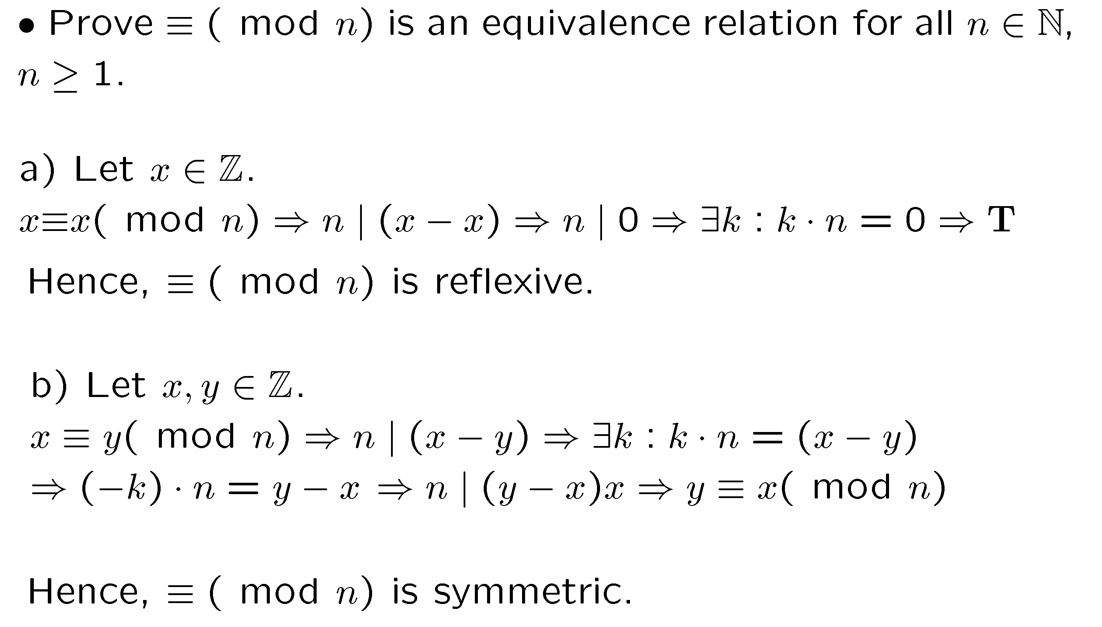 • Prove ≡ ( mod n) is an equivalence relation for all n ∈ ℕ,
n ≥ 1.
a) Let x ∈ ℤ.
x≡x( mod n) ⇒ n | (x − x) ⇒ n | 0 ⇒ ∃k : k · n = 0 ⇒ T
Hence, ≡ ( mod n) is reflexive.
b) Let x, y ∈ ℤ.
x ≡ y( mod n) ⇒ n | (x − y) ⇒ ∃k : k · n = (x − y)
⇒ (−k) · n = y − x ⇒ n | (y − x)x ⇒ y ≡ x( mod n)
Hence, ≡ ( mod n) is symmetric.